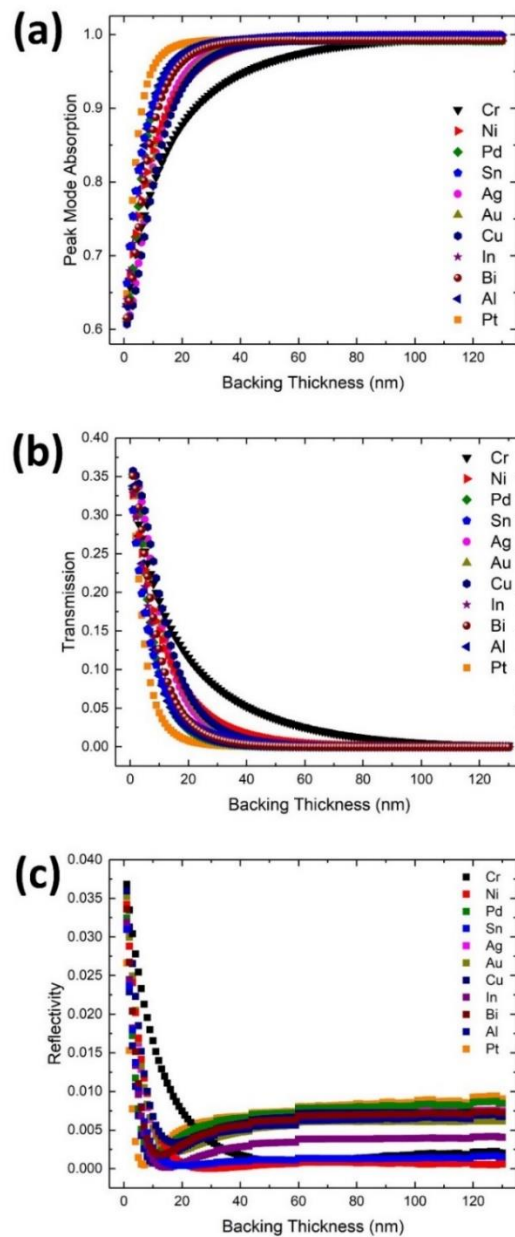 (a)
1.0
0.9
0.8
0.7
0.6
Peak Mode Absorption
Cr
Ni
Pd
Sn
Ag
Au
Cu
In
Bi
Al
Pt
0 20 40 60 80 100 120
Backing Thickness (nm)
(b)
0.40
0.35
0.30
0.25
0.20
0.15
0.10
0.05
0.00
Transmission
Cr
Ni
Pd
Sn
Ag
Au
Cu
In
Bi
Al
Pt
0 20 40 60 80 100 120
Backing Thickness (nm)
(c)
0.040
0.035
0.030
0.025
0.020
0.015
0.010
0.005
0.000
Reflectivity
Cr
Ni
Pd
Sn
Ag
Au
Cu
In
Bi
Al
Pt
0 20 40 60 80 100 120
Backing Thickness (nm)